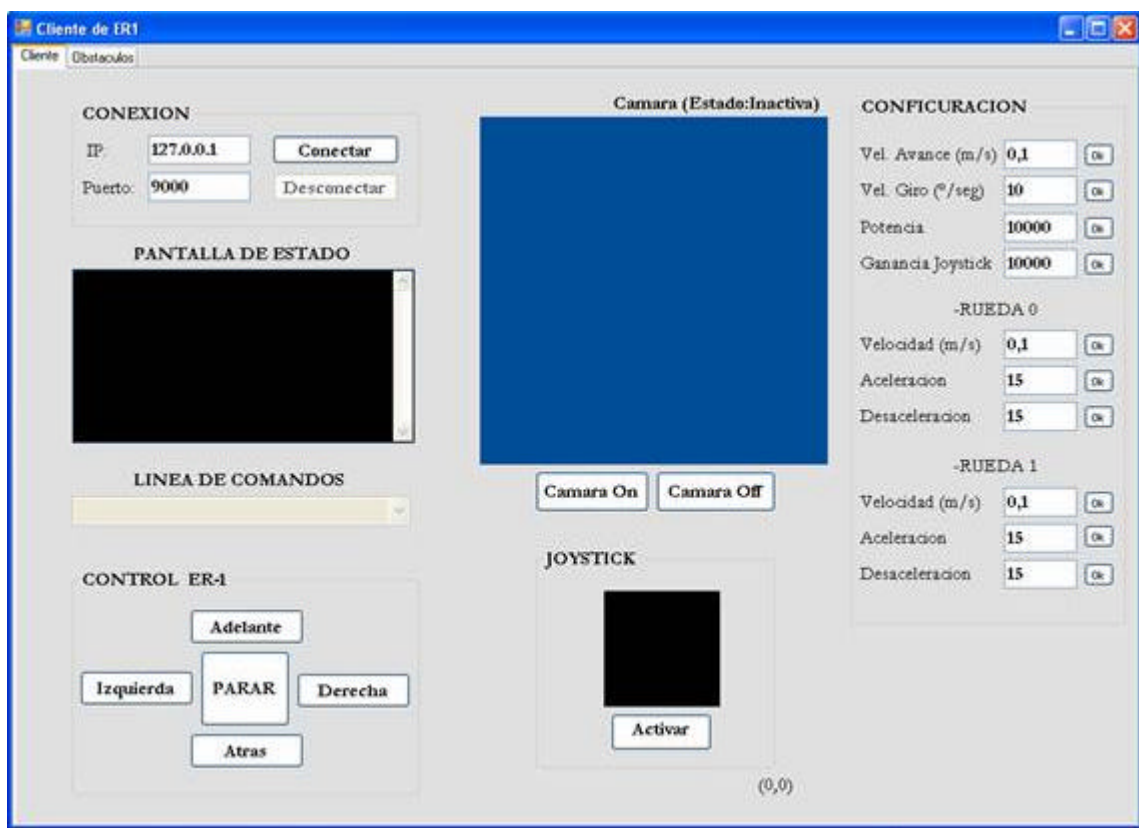 Cliente de ER1
Cliente
Obstaculos
CONEXION
IP:
127.0.0.1
Conectar
Puerto:
9000
Desconectar
PANTALLA DE ESTADO
LINEA DE COMANDOS
CONTROL ER-1
Adelante
Izquierda
PARAR
Derecha
Atras
Camara (Estado:Inactiva)
Camara On
Camara Off
JOYSTICK
Activar
(0,0)
CONFICURACION
Vel. Avance (m/s)
0,1
Ok
Vel. Giro (º/seg)
10
Ok
Potencia
10000
Ok
Ganancia Joystick
10000
Ok
-RUEDA 0
Velocidad (m/s)
0,1
Ok
Aceleracion
15
Ok
Desaceleracion
15
Ok
-RUEDA 1
Velocidad (m/s)
0,1
Ok
Aceleracion
15
Ok
Desaceleracion
15
Ok